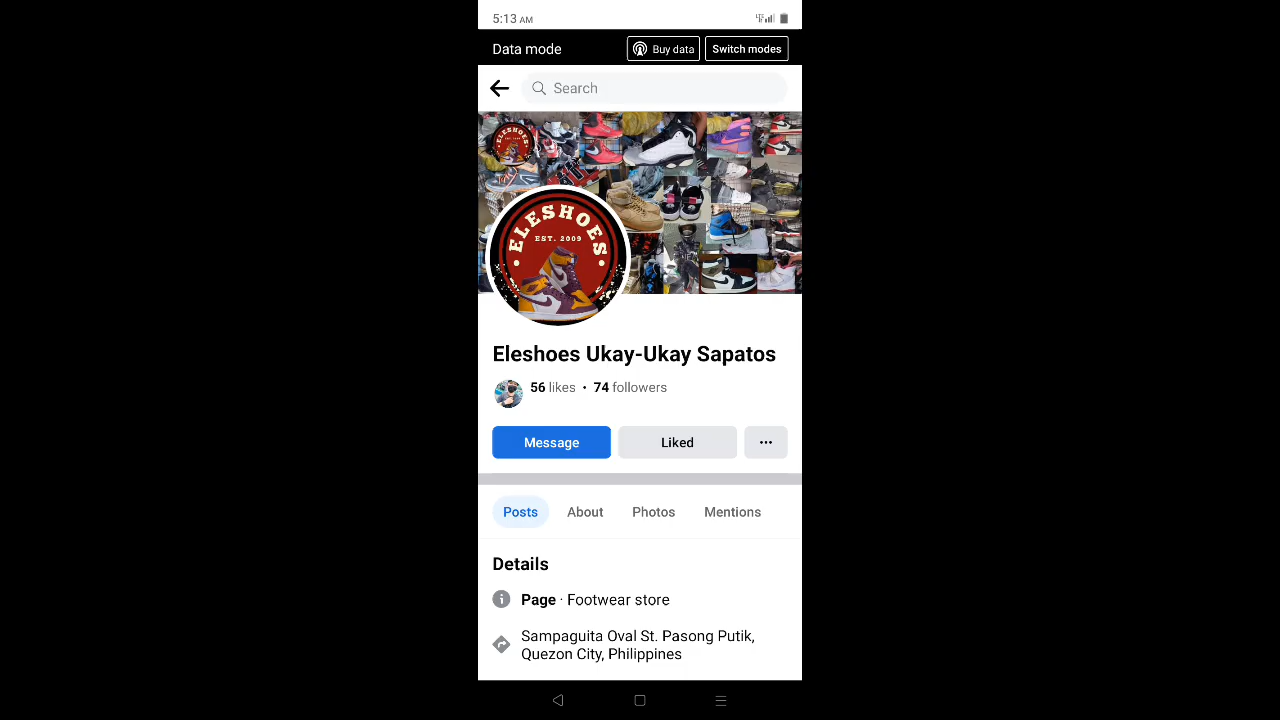 5:13 AM
Data mode
Buy data
Switch modes
Search
ELESHOES
ELESHOES
EST. 2009
Eleshoes Ukay-Ukay Sapatos
56 likes • 74 followers
Message
Liked
Posts
About
Photos
Mentions
Details
Page · Footwear store
Sampaguita Oval St. Pasong Putik,
Quezon City, Philippines